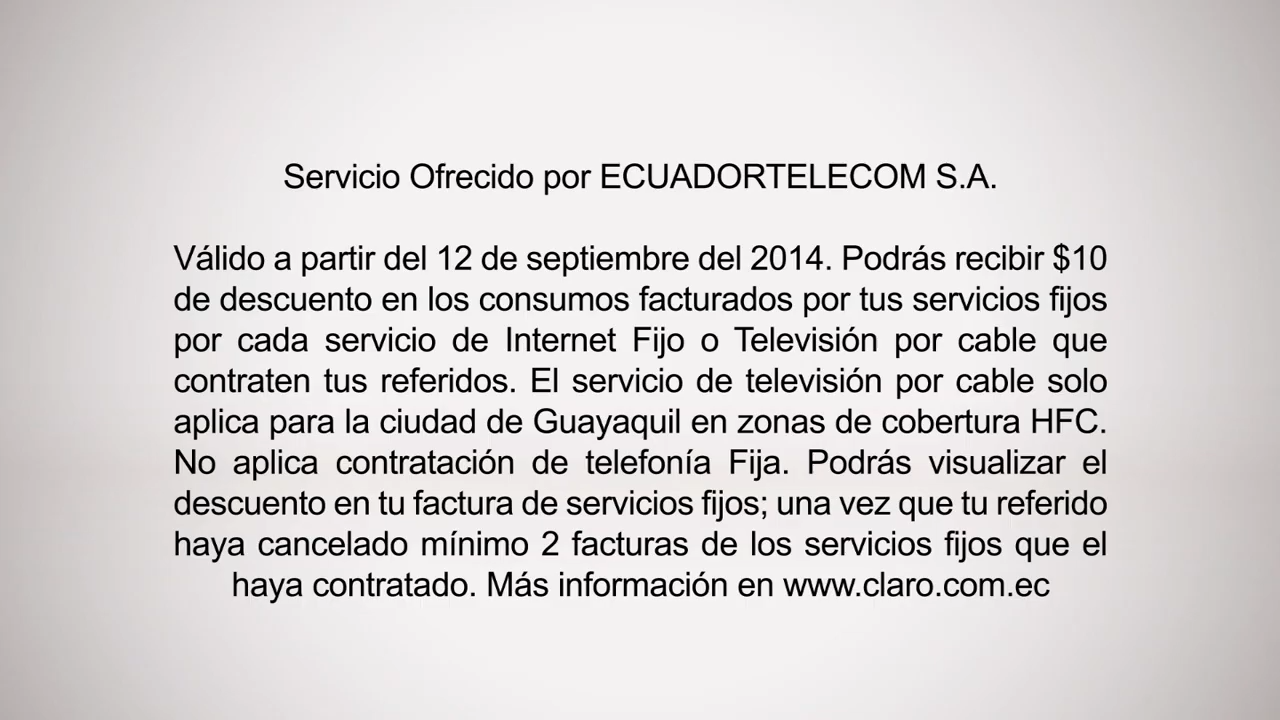 Servicio Ofrecido por ECUADORTELECOM S.A.
Válido a partir del 12 de septiembre del 2014. Podrás recibir $10
de descuento en los consumos facturados por tus servicios fijos
por cada servicio de Internet Fijo o Televisión por cable que
contraten tus referidos. El servicio de televisión por cable solo
aplica para la ciudad de Guayaquil en zonas de cobertura HFC.
No aplica contratación de telefonía Fija. Podrás visualizar el
descuento en tu factura de servicios fijos; una vez que tu referido
haya cancelado mínimo 2 facturas de los servicios fijos que el
haya contratado. Más información en www.claro.com.ec